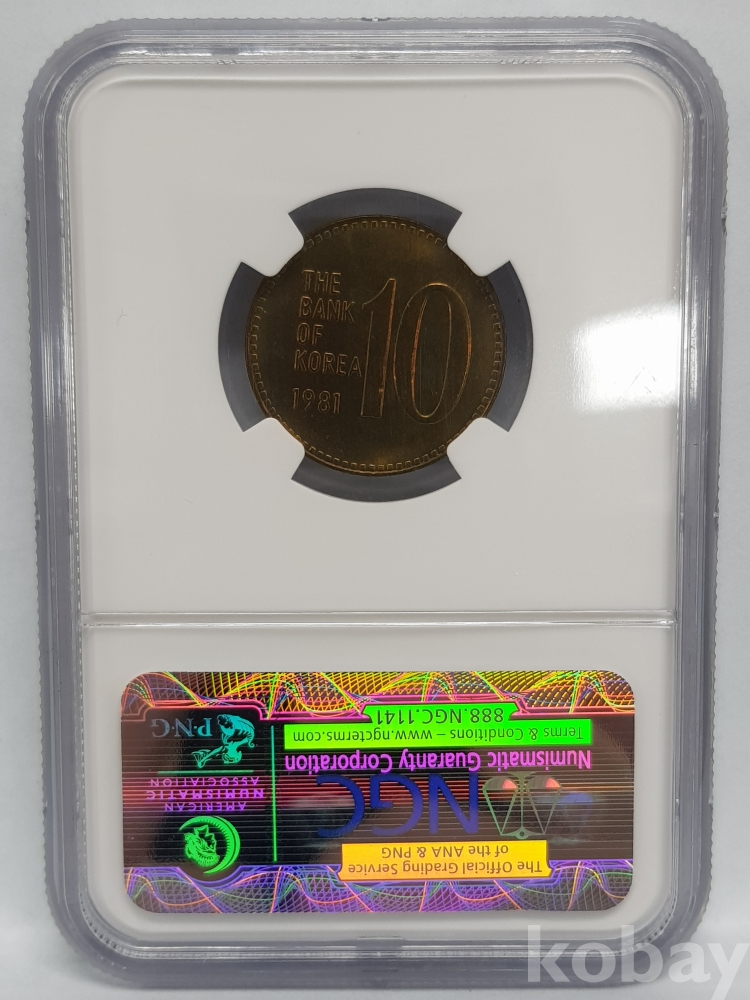 THE
BANK
OF
KOREA
1981
10
The Official Grading Service
of the ANA & PNG
NGC
Numismatic Guaranty Corporation
Terms & Conditions – www.ngcterms.com
888.NGC.1141
AMERICAN
NUMISMATIC
ASSOCIATION
P·N·G
kobay